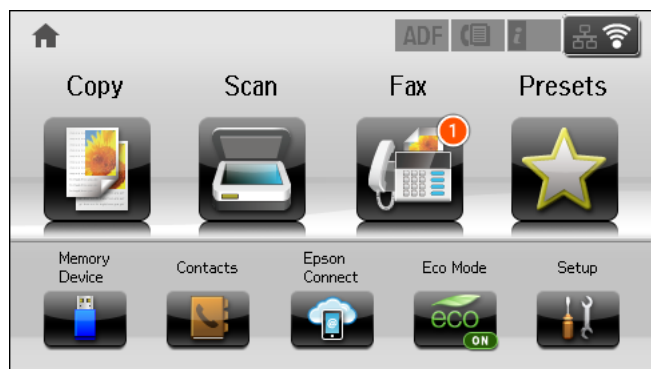 ADF i
Copy Scan Fax Presets
1
Memory Device Contacts Epson Connect Eco Mode Setup
eco
ON